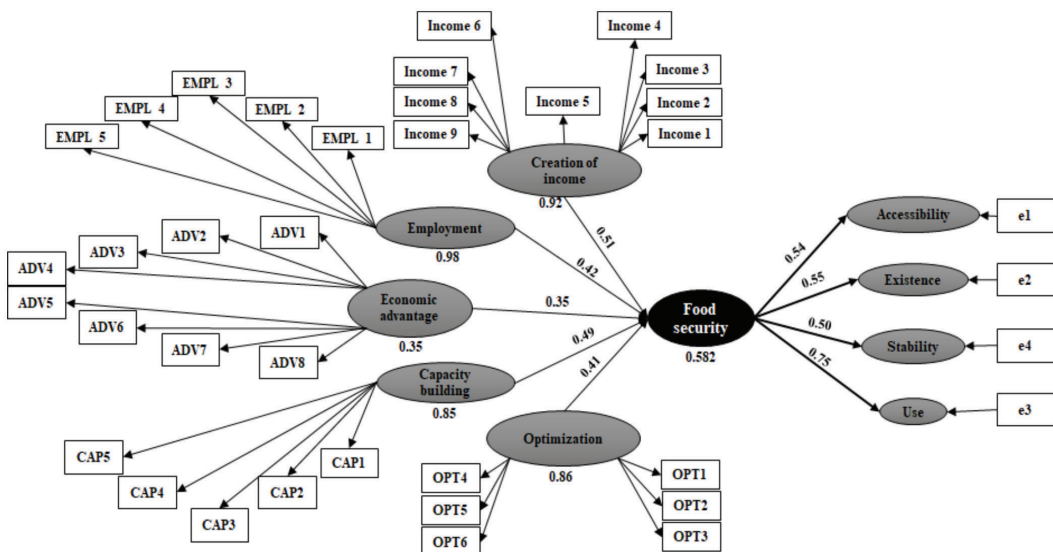 Income 6
Income 4
Income 7
Income 3
Income 8
Income 5
Income 2
Income 9
Income 1
EMPL 3
EMPL 4
EMPL 2
EMPL 5
EMPL 1
Creation of
income
0.92
0.51
Employment
0.98
0.42
ADV1
ADV2
ADV3
ADV4
ADV5
ADV6
ADV7
ADV8
Economic
advantage
0.35
0.35
Capacity
building
0.85
0.49
CAP5
CAP4
CAP3
CAP2
CAP1
Optimization
0.86
0.41
OPT4
OPT5
OPT6
OPT1
OPT2
OPT3
Food
security
0.582
0.54
0.55
0.50
0.75
Accessibility
e1
Existence
e2
Stability
e4
Use
e3